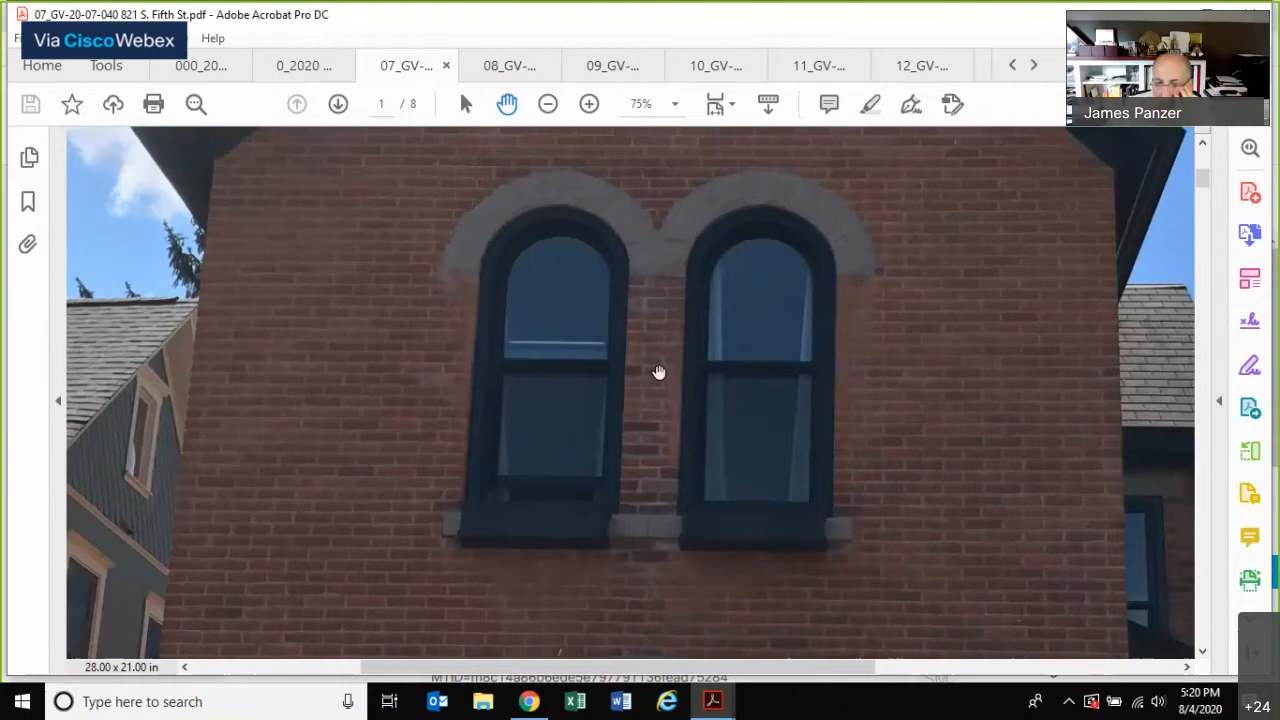 07_GV-20-07-040 821 S. Fifth St.pdf - Adobe Acrobat Pro DC
Via CiscoWebex
Help
Home Tools 000_20... 0_2020 ... 07_GV-... 08_GV-... 09_GV-... 10_GV-... 11_GV-... 12_GV-...
1 / 8 75%
James Panzer
28.00 x 21.00 in
Type here to search
5:20 PM
8/4/2020
+24